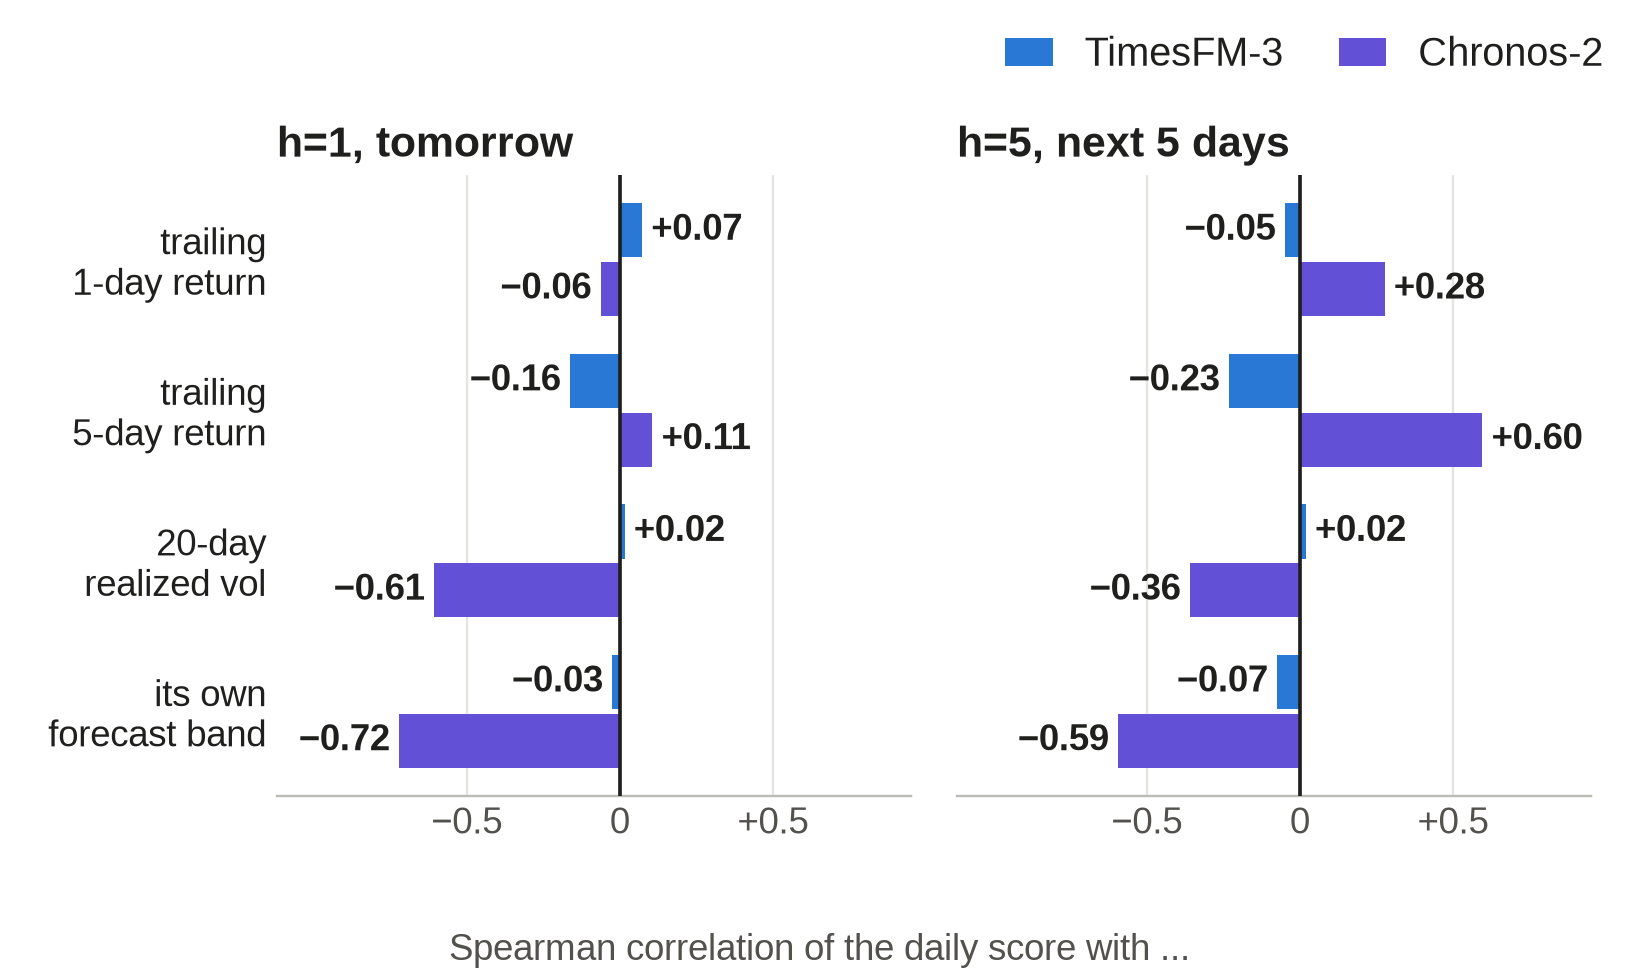 TimesFM-3 Chronos-2
h=1, tomorrow
h=5, next 5 days
trailing
1-day return
+0.07
−0.06
−0.05
+0.28
trailing
5-day return
−0.16
+0.11
−0.23
+0.60
20-day
realized vol
+0.02
−0.61
+0.02
−0.36
its own
forecast band
−0.03
−0.72
−0.07
−0.59
−0.5 0 +0.5
−0.5 0 +0.5
Spearman correlation of the daily score with ...